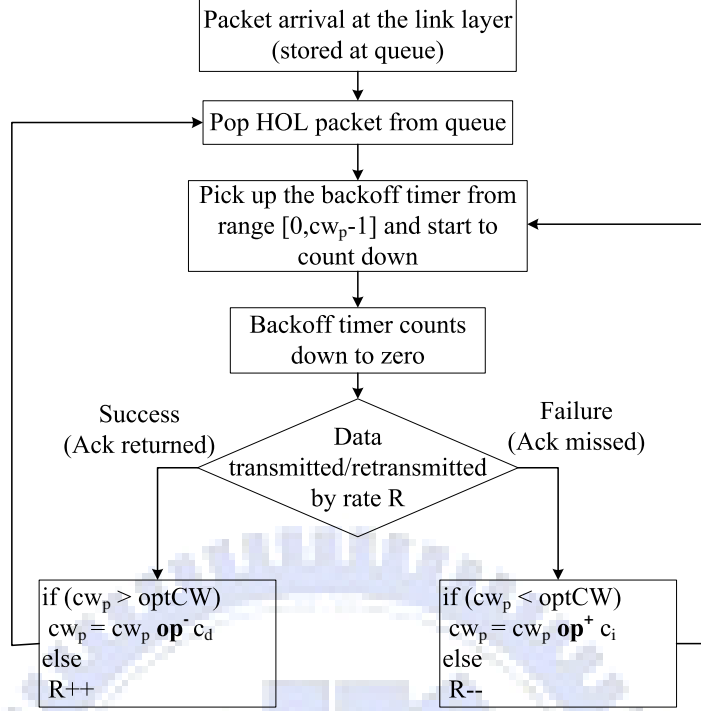 Packet arrival at the link layer
(stored at queue)
Pop HOL packet from queue
Pick up the backoff timer from
range [0,cwₚ-1] and start to
count down
Backoff timer counts
down to zero
Success
(Ack returned)
Failure
(Ack missed)
Data
transmitted/retransmitted
by rate R
if (cwₚ > optCW)
cwₚ = cwₚ op⁻ c_d
else
R++
if (cwₚ < optCW)
cwₚ = cwₚ op⁺ cᵢ
else
R--